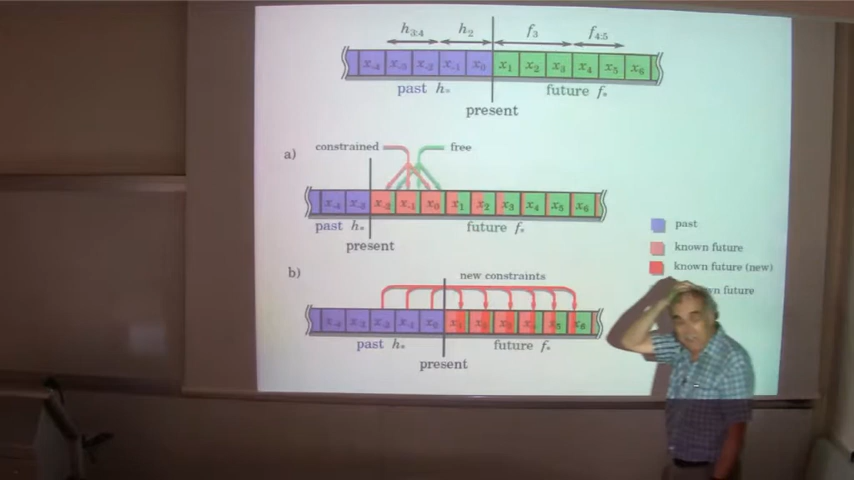 h3:4 h2 f3 f4:5
x-4 x-3 x-2 x-1 x0 x1 x2 x3 x4 x5 x6
past h* future f*
present
constrained free
a)
x-4 x-3 x-2 x-1 x0 x1 x2 x3 x4 x5 x6
past h* future f*
present
past
known future
known future (new)
future
b) new constraints
x-4 x-3 x-2 x-1 x0 x1 x2 x3 x4 x5 x6
past h* future f*
present